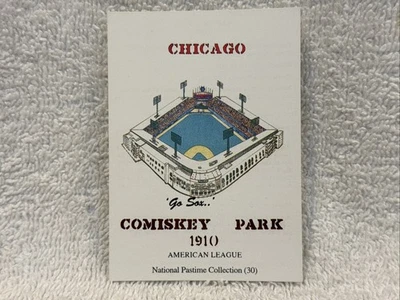 CHICAGO
'Go Sox..'
COMISKEY PARK
1910
AMERICAN LEAGUE
National Pastime Collection (30)